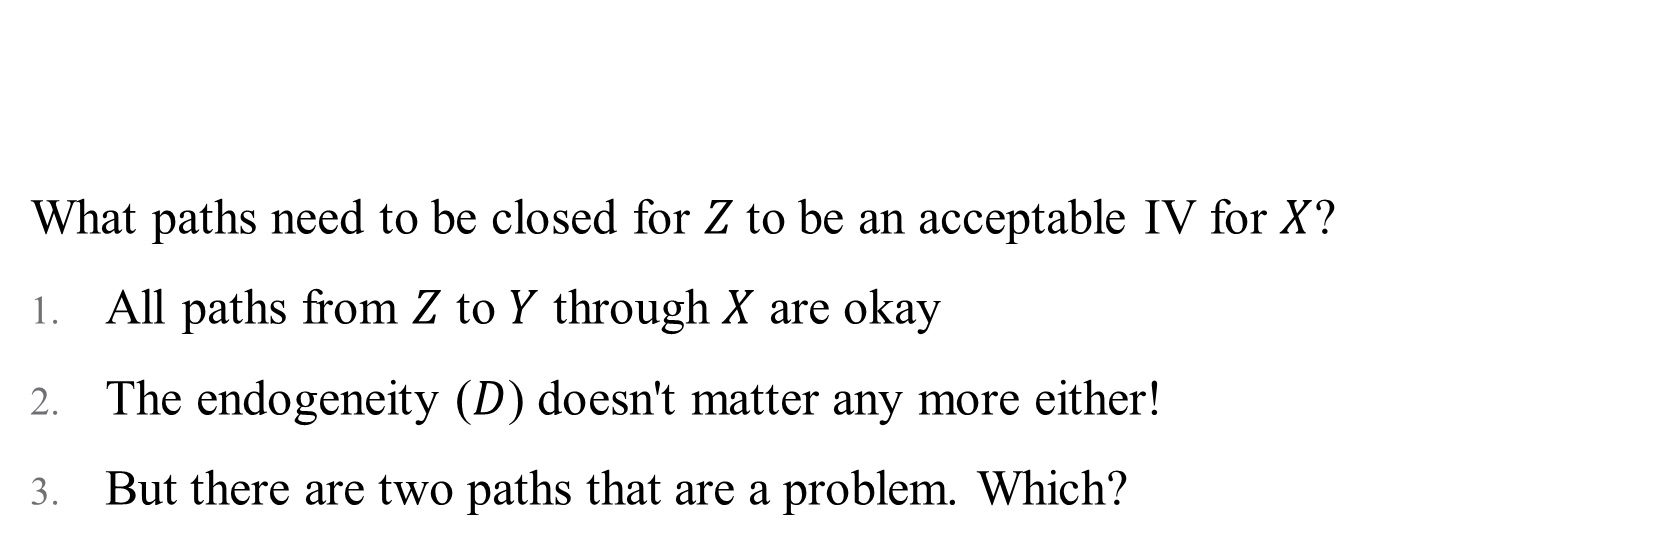 What paths need to be closed for Z to be an acceptable IV for X?
1. All paths from Z to Y through X are okay
2. The endogeneity (D) doesn't matter any more either!
3. But there are two paths that are a problem. Which?